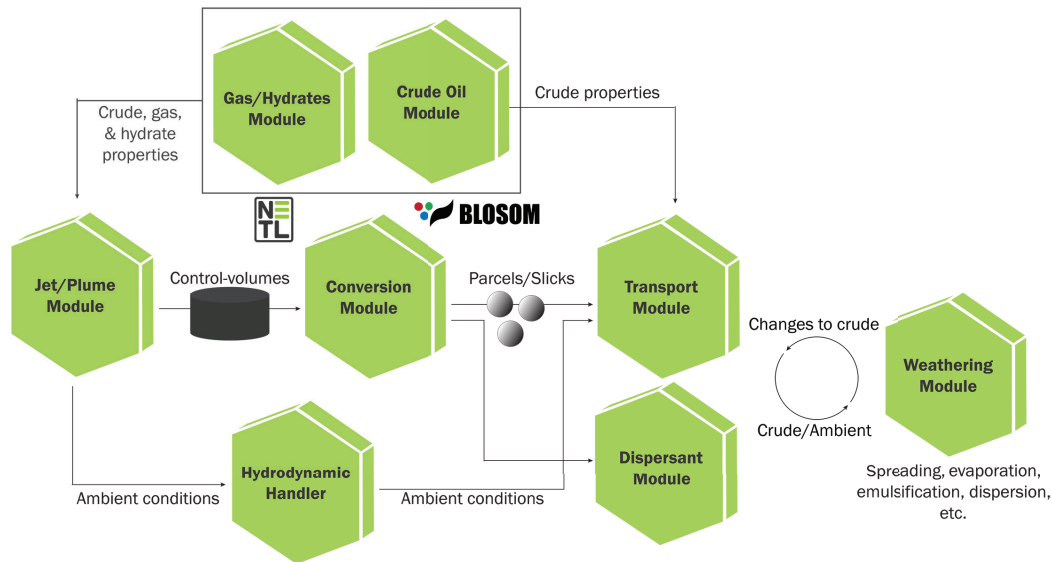 Gas/Hydrates
Module
Crude Oil
Module
Crude properties
Crude, gas,
& hydrate
properties
NE
TL
BLOSOM
Jet/Plume
Module
Control-volumes
Conversion
Module
Parcels/Slicks
Transport
Module
Changes to crude
Weathering
Module
Crude/Ambient
Spreading, evaporation,
emulsification, dispersion,
etc.
Hydrodynamic
Handler
Ambient conditions
Ambient conditions
Dispersant
Module